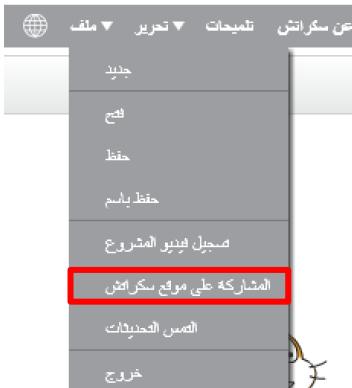 ملف ▼ تحرير ▼ تلميحات عن سكراتش
جديد
فتح
حفظ
حفظ باسم
تسجيل فيديو المشروع
المشاركة على موقع سكراتش
التمس التحديثات
خروج